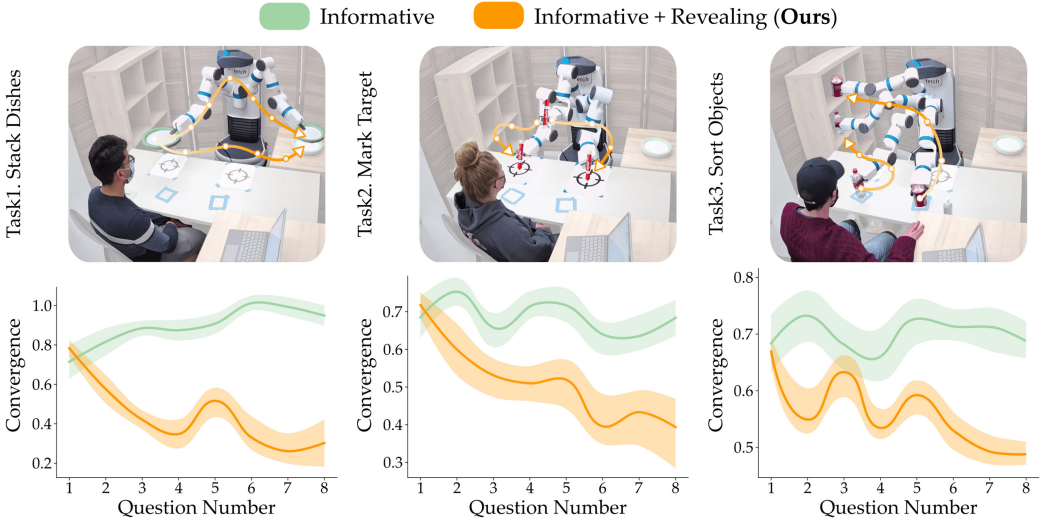 Informative
Informative + Revealing (Ours)
Task1. Stack Dishes
fetch
Task2. Mark Target
fetch
Task3. Sort Objects
fetch
Convergence
1.0
0.8
0.6
0.4
0.2
1 2 3 4 5 6 7 8
Question Number
Convergence
0.7
0.6
0.5
0.4
0.3
1 2 3 4 5 6 7 8
Question Number
Convergence
0.8
0.7
0.6
0.5
1 2 3 4 5 6 7 8
Question Number